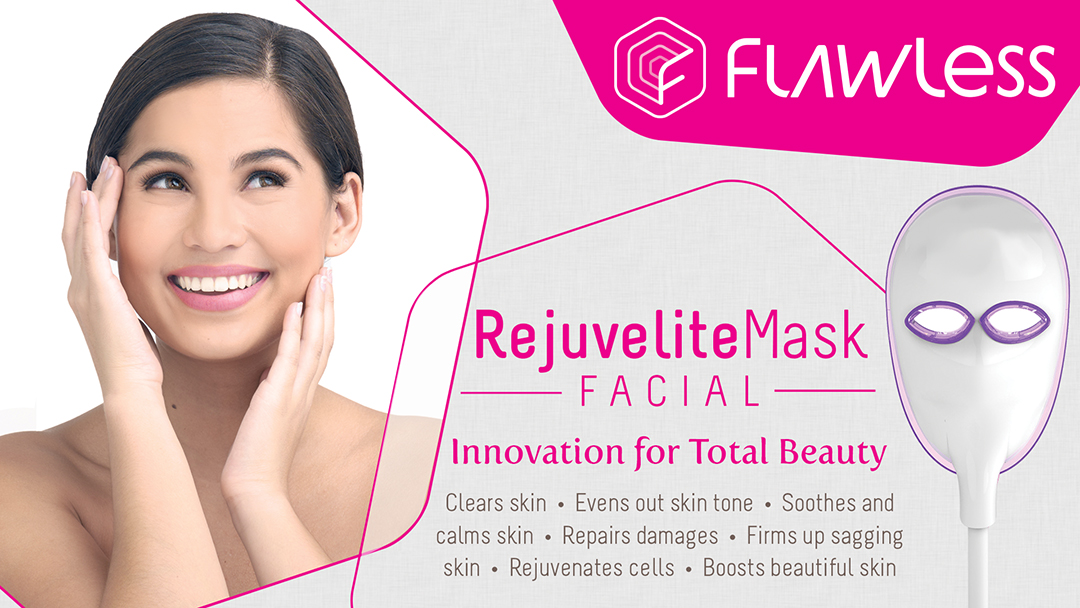 FLAWLESS
RejuveliteMask
FACIAL
Innovation for Total Beauty
Clears skin • Evens out skin tone • Soothes and
calms skin • Repairs damages • Firms up sagging
skin • Rejuvenates cells • Boosts beautiful skin